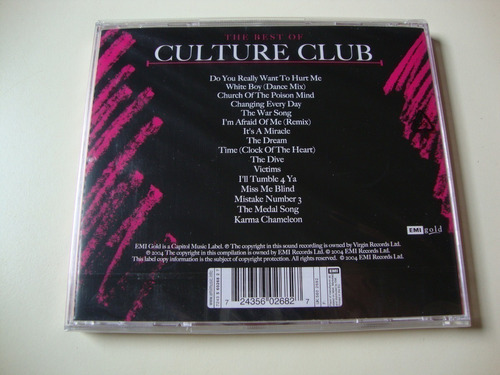 THE BEST OF
CULTURE CLUB
Do You Really Want To Hurt Me
White Boy (Dance Mix)
Church Of The Poison Mind
Changing Every Day
The War Song
I'm Afraid Of Me (Remix)
It's A Miracle
The Dream
Time (Clock Of The Heart)
The Dive
Victims
I'll Tumble 4 Ya
Miss Me Blind
Mistake Number 3
The Medal Song
Karma Chameleon
EMI gold
EMI Gold is a Capitol Music Label. ℗ The copyright in this sound recording is owned by Virgin Records Ltd.
℗ 2004 The copyright in this compilation is owned by EMI Records Ltd. © 2004 EMI Records Ltd.
This label copy information is the subject of copyright protection. All rights reserved. © 2004 EMI Records Ltd.
7 24356 02682 7
EMI